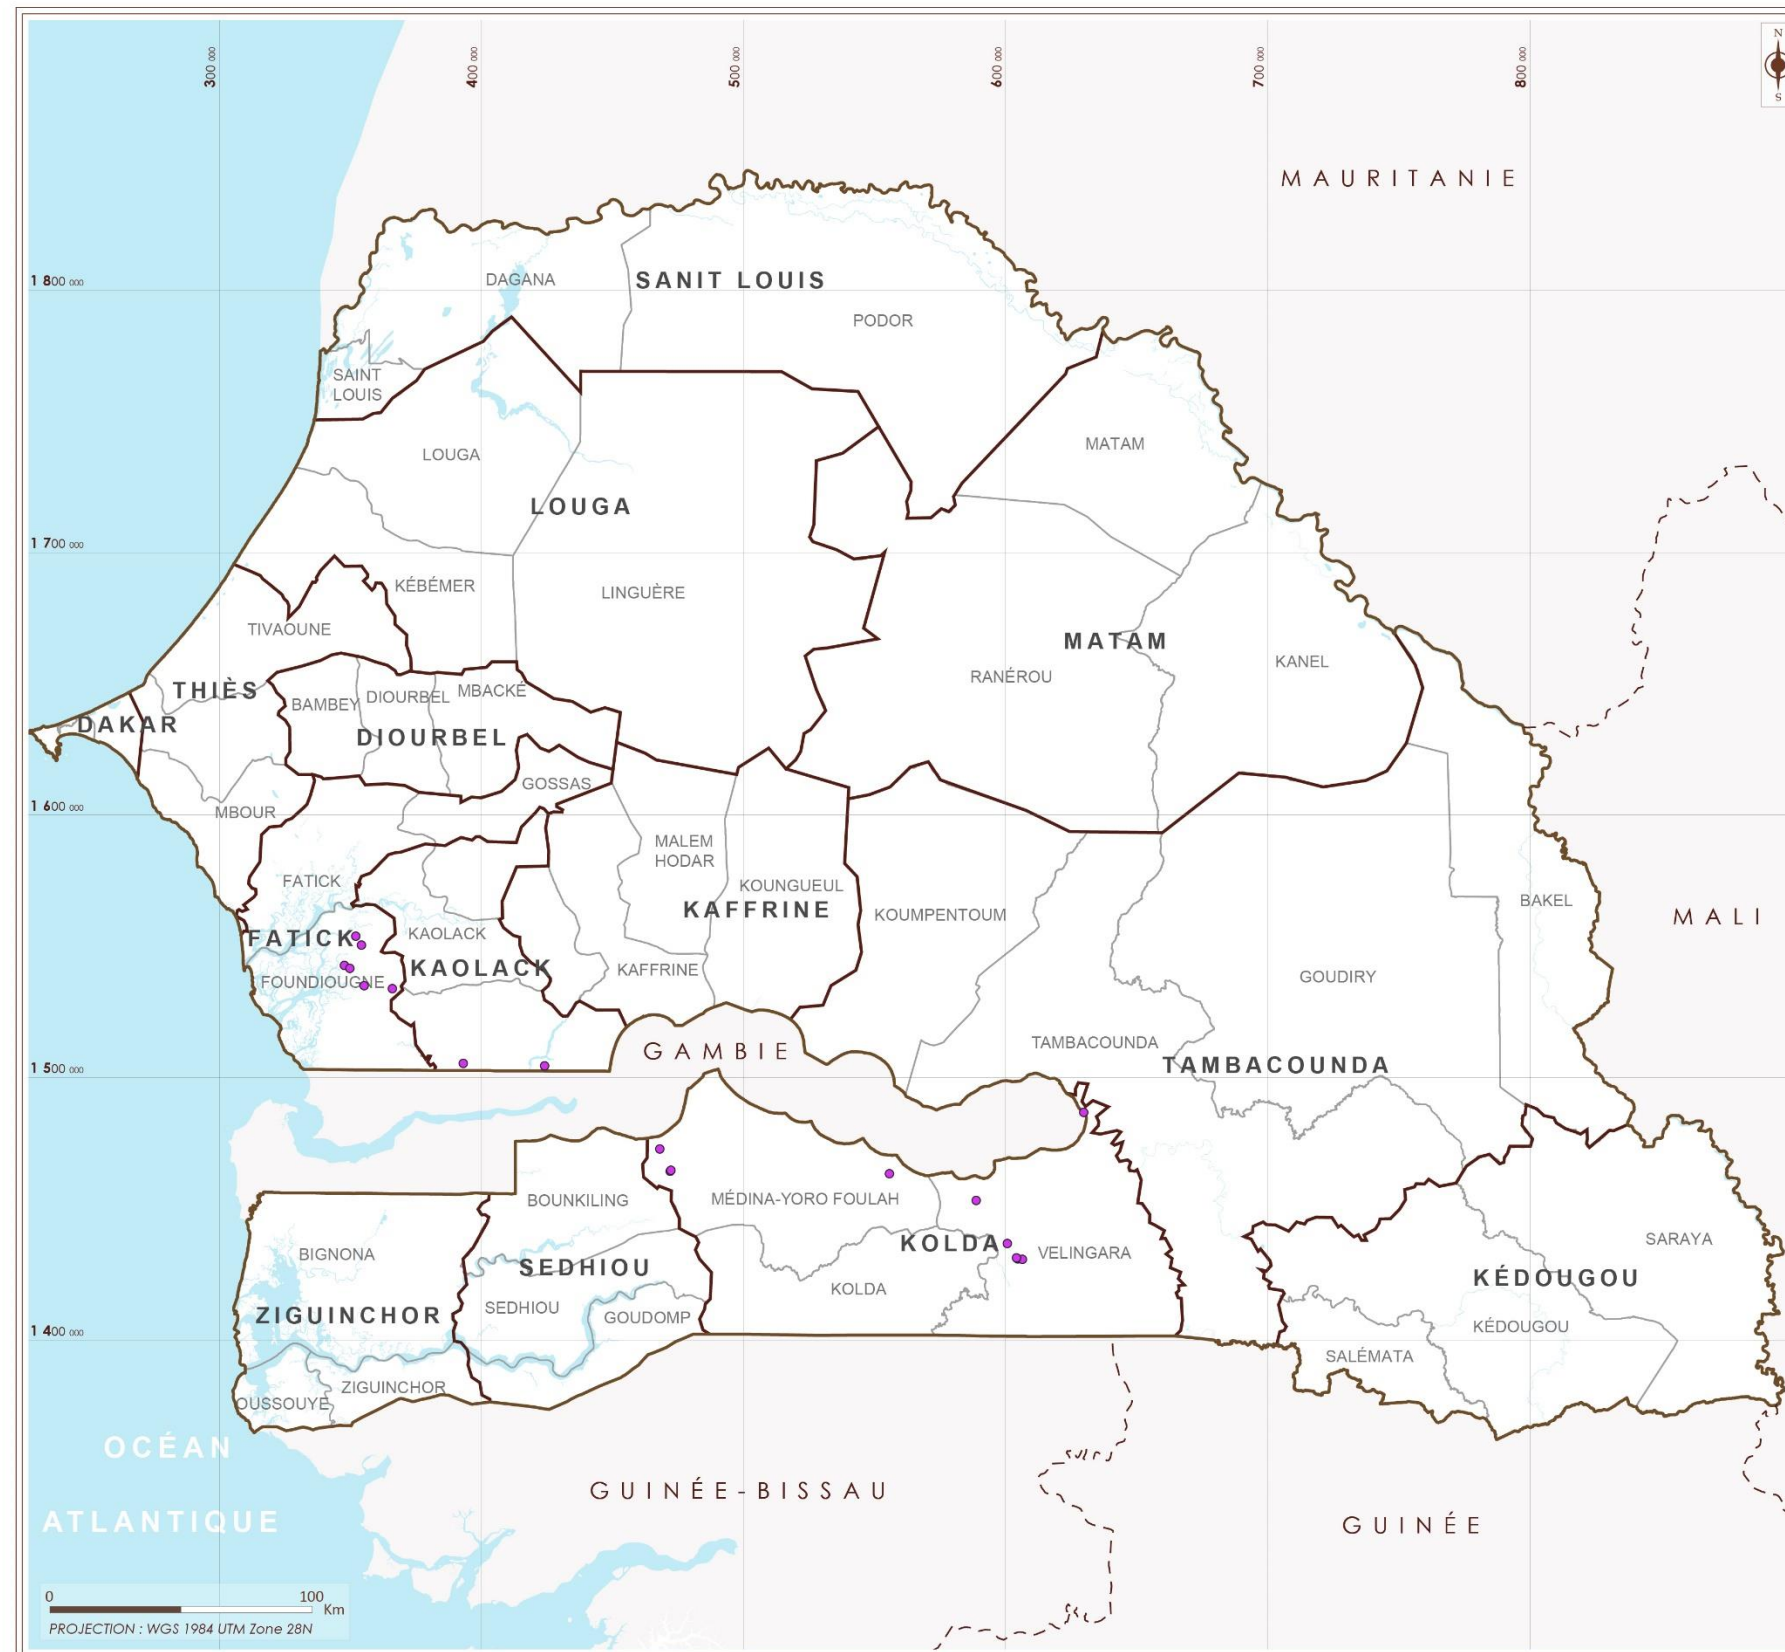 300 000
400 000
500 000
600 000
700 000
800 000
N
S
MAURITANIE
1 800 000
DAGANA
SANIT LOUIS
PODOR
SAINT
LOUIS
MATAM
LOUGA
LOUGA
1 700 000
KÉBÉMER
LINGUÈRE
TIVAOUNE
MATAM
KANEL
RANÉROU
THIÈS
BAMBEY
DIOURBEL
MBACKÉ
DAKAR
DIOURBEL
GOSSAS
1 600 000
MBOUR
MALEM
HODAR
FATICK
KOUNGUEUL
KAFFRINE
KOUMPENTOUM
BAKEL
MALI
FATICK
KAOLACK
KAOLACK
KAFFRINE
GOUDIRY
FOUNDIOUGNE
GAMBIE
TAMBACOUNDA
TAMBACOUNDA
1 500 000
BOUNKILING
MÉDINA-YORO FOULAH
KOLDA
VELINGARA
SARAYA
BIGNONA
SEDHIOU
KÉDOUGOU
KOLDA
SEDHIOU
GOUDOMP
ZIGUINCHOR
KÉDOUGOU
1 400 000
SALÉMATA
ZIGUINCHOR
OUSSOUYE
OCÉAN
ATLANTIQUE
GUINÉE-BISSAU
GUINÉE
0 100 Km
PROJECTION : WGS 1984 UTM Zone 28N